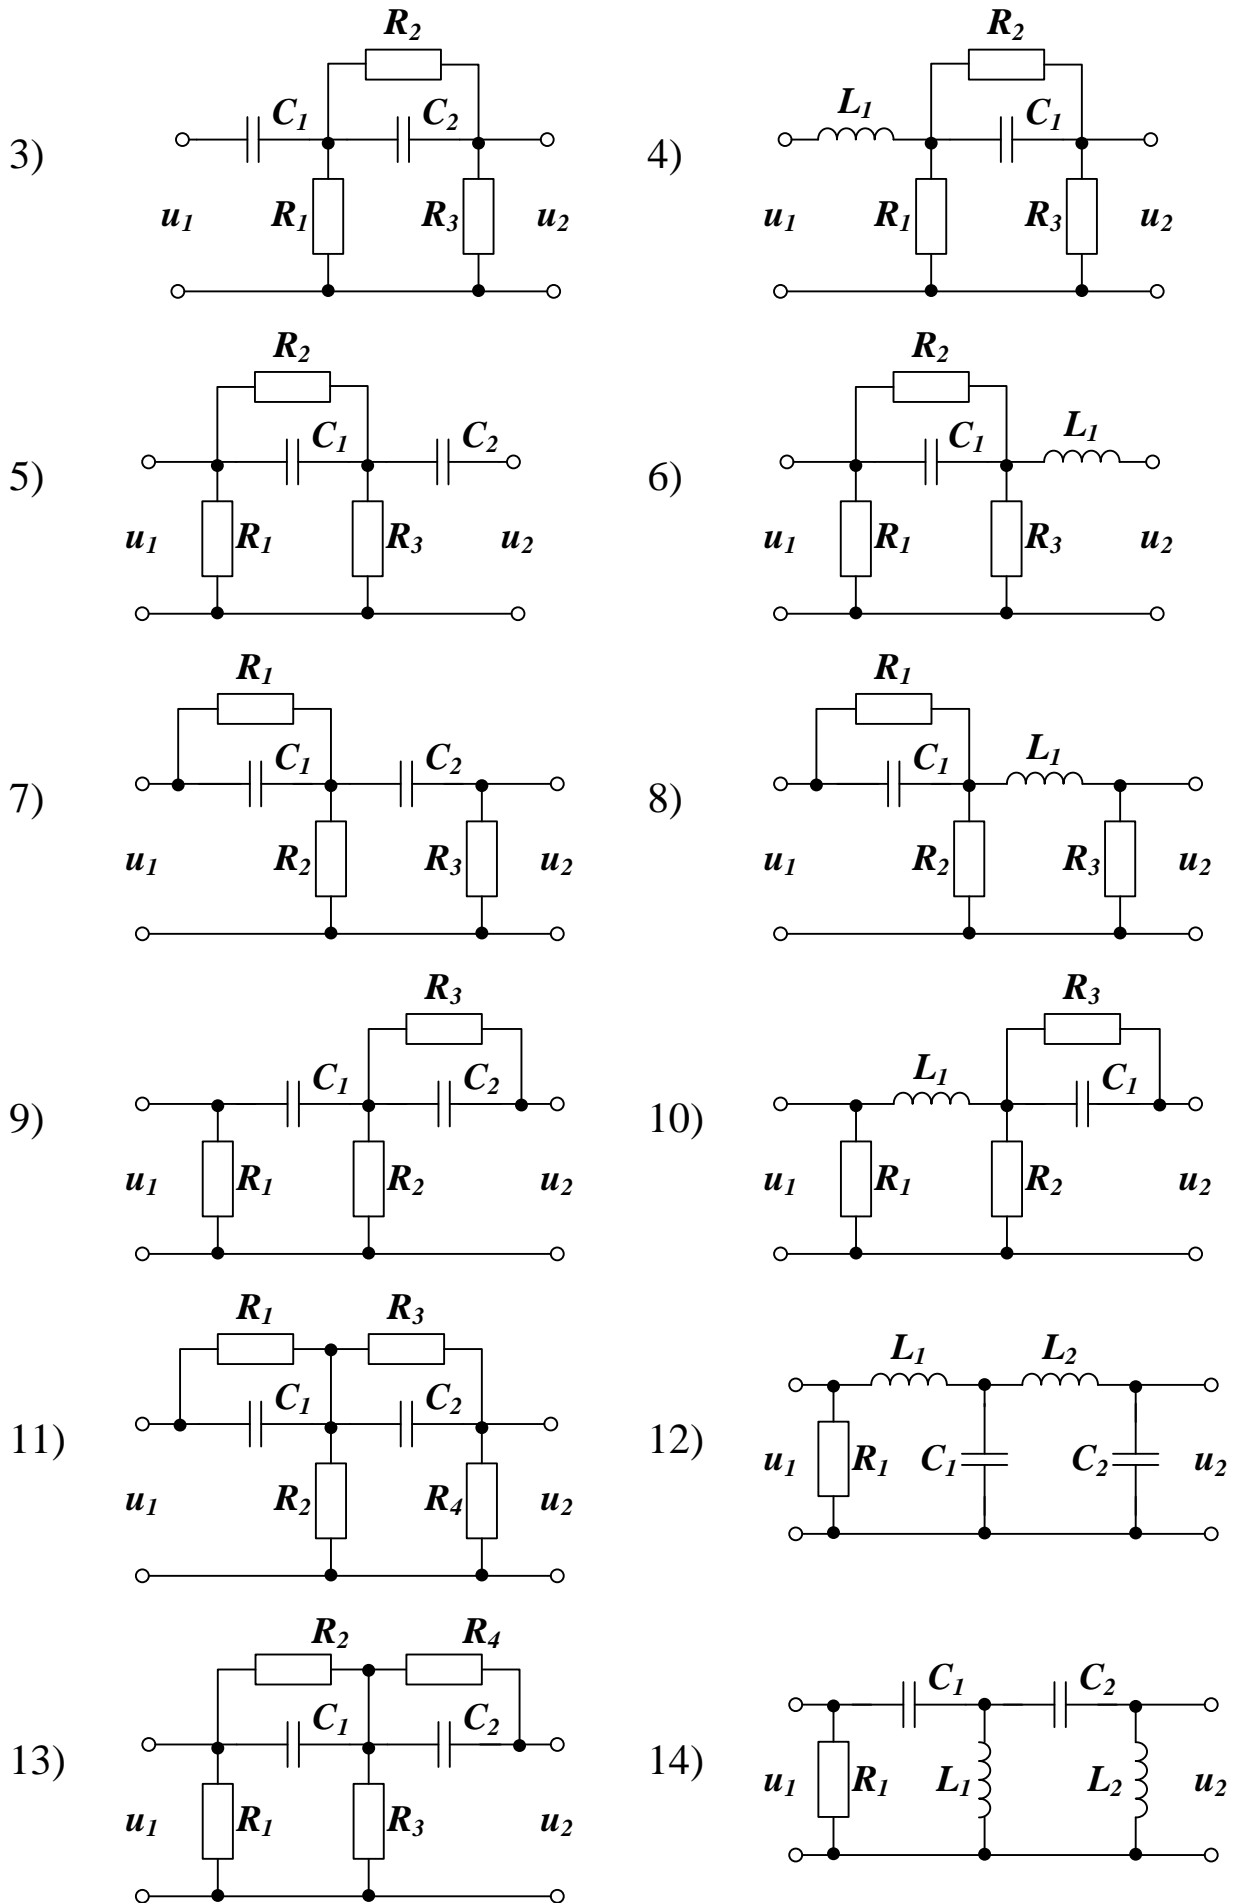 R2 R2
C1 C2 L1 C1
3) 4)
u1 R1 R3 u2 u1 R1 R3 u2
R2 R2
C1 C2 C1 L1
5) 6)
u1 R1 R3 u2 u1 R1 R3 u2
R1 R1
C1 C2 C1 L1
7) 8)
u1 R2 R3 u2 u1 R2 R3 u2
R3 R3
C1 C2 L1 C1
9) 10)
u1 R1 R2 u2 u1 R1 R2 u2
R1 R3
L1 L2
C1 C2
11) 12)
u1 R1 C1 C2 u2
u1 R2 R4 u2
R2 R4
C1 C2
C1 C2
13) 14)
u1 R1 L1 L2 u2
u1 R1 R3 u2